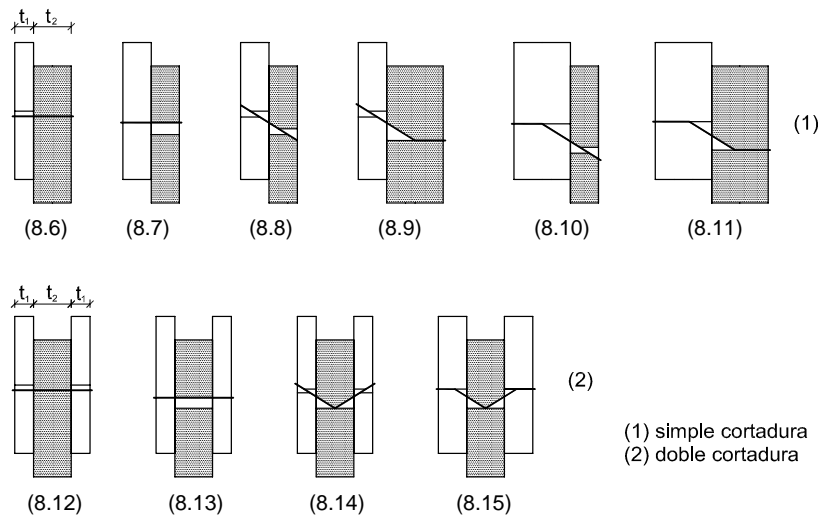 t₁ t₂
(1)
(8.6) (8.7) (8.8) (8.9) (8.10) (8.11)
t₁ t₂ t₁
(2)
(1) simple cortadura
(2) doble cortadura
(8.12) (8.13) (8.14) (8.15)